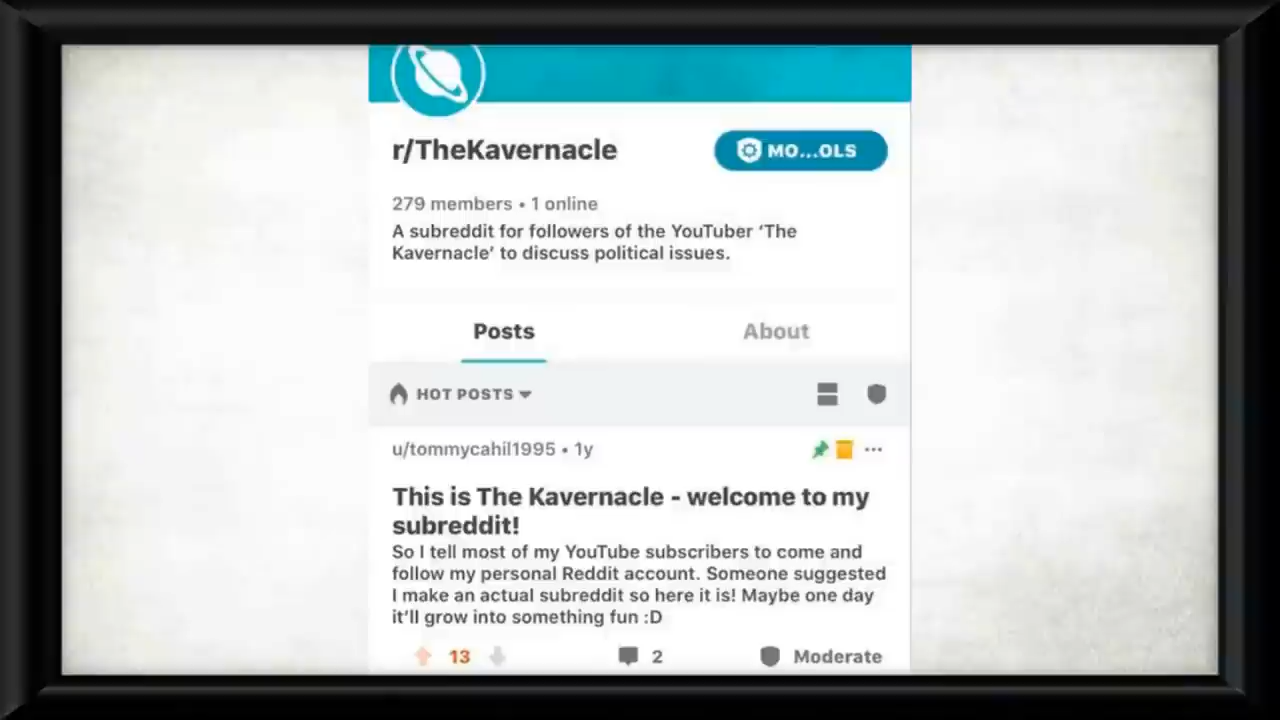 r/TheKavernacle
MO...OLS
279 members • 1 online
A subreddit for followers of the YouTuber ‘The
Kavernacle’ to discuss political issues.
Posts
About
HOT POSTS
u/tommycahil1995 • 1y
This is The Kavernacle - welcome to my
subreddit!
So I tell most of my YouTube subscribers to come and
follow my personal Reddit account. Someone suggested
I make an actual subreddit so here it is! Maybe one day
it’ll grow into something fun :D
13
2
Moderate